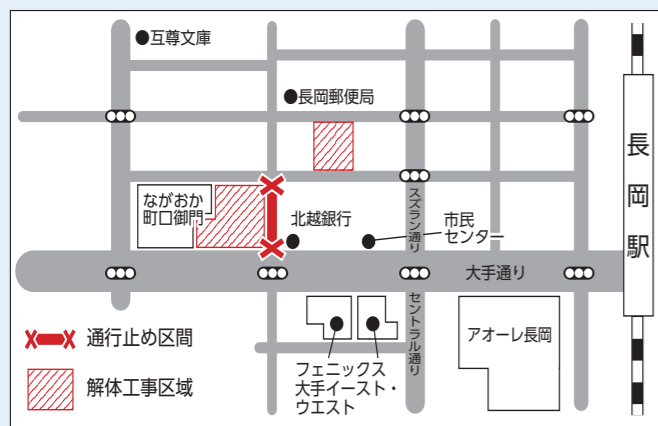 互尊文庫
長岡郵便局
ながおか
町口御門
北越銀行
市民
センター
スズラン通り
長岡駅
大手通り
セントラル通り
通行止め区間
解体工事区域
フェニックス
大手イースト・
ウエスト
アオーレ長岡